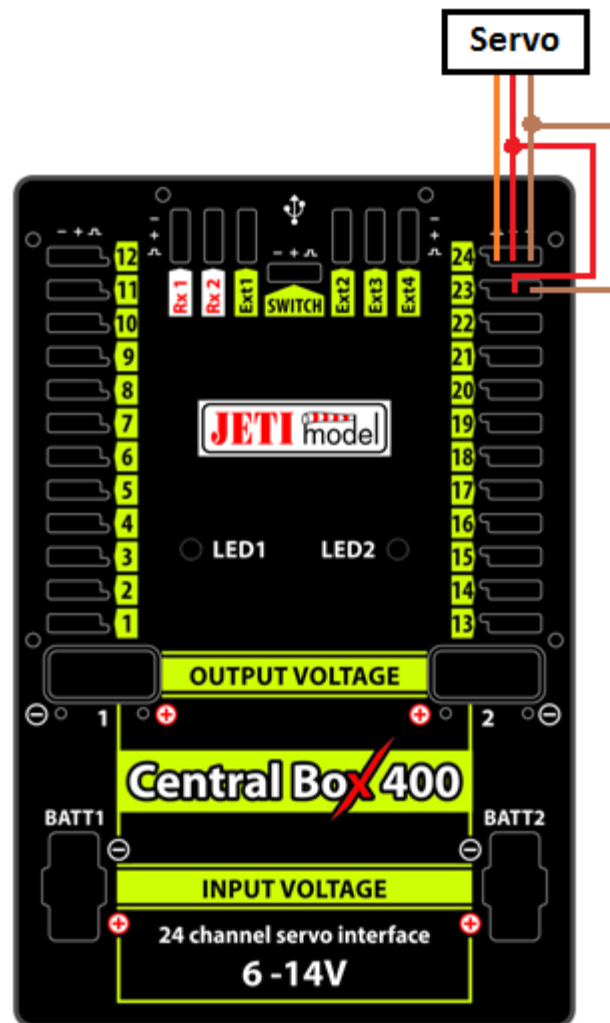 Servo
- + ⎍
- + ⎍
12
11
10
9
8
7
6
5
4
3
2
1
Rx 1
Rx 2
Ext1
- + ⎍
SWITCH
Ext2
Ext3
Ext4
- + ⎍
24
23
22
21
20
19
18
17
16
15
14
13
JETI model
LED1 LED2
OUTPUT VOLTAGE
- 1 + + 2 -
Central Box 400
BATT1 BATT2
- -
INPUT VOLTAGE
+ +
24 channel servo interface
6 -14V